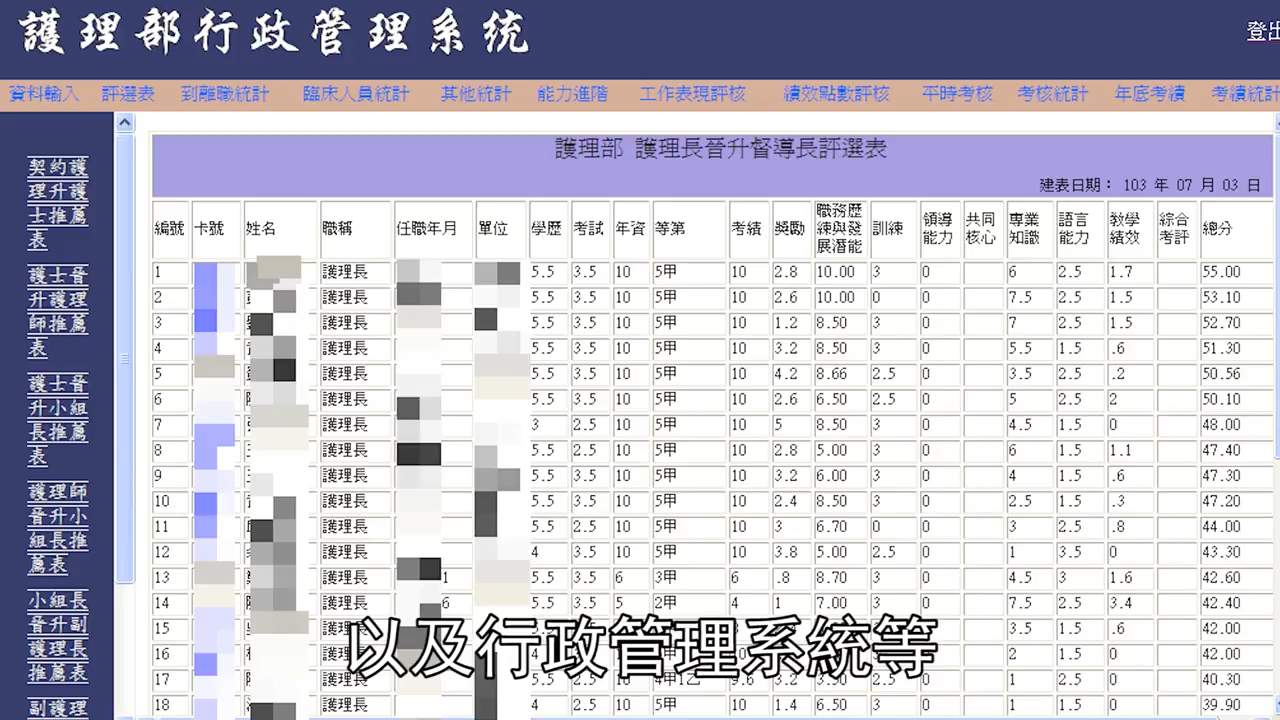 護理部行政管理系統
登出
資料輸入 評選表 到離職統計 臨床人員統計 其他統計 能力進階 工作表現評核 績效點數評核 平時考核 考核統計 年底考績 考績統計
契約護
理升護
士推薦
表
護士晉
升護理
師推薦
表
護士晉
升小組
長推薦
表
護理師
晉升小
組長推
薦表
小組長
晉升副
護理長
推薦表
副護理
護理部 護理長晉升督導長評選表
建表日期: 103 年 07 月 03 日
編號 卡號 姓名 職稱 任職年月 單位 學歷 考試 年資 等第 考績 獎勵 職務歷練與發展潛能 訓練 領導能力 共同核心 專業知識 語言能力 教學績效 綜合考評 總分
1 護理長 5.5 3.5 10 5甲 10 2.8 10.00 3 0 6 2.5 1.7 55.00
2 護理長 5.5 3.5 10 5甲 10 2.6 10.00 0 0 7.5 2.5 1.5 53.10
3 護理長 5.5 3.5 10 5甲 10 1.2 8.50 3 0 7 2.5 1.5 52.70
4 護理長 5.5 3.5 10 5甲 10 3.2 8.50 3 0 5.5 1.5 .6 51.30
5 護理長 5.5 3.5 10 5甲 10 4.2 8.66 2.5 0 3.5 2.5 .2 50.56
6 護理長 5.5 3.5 10 5甲 10 2.6 6.50 2.5 0 5 2.5 2 50.10
7 護理長 3 2.5 10 5甲 10 5 8.50 3 0 4.5 1.5 0 48.00
8 護理長 5.5 2.5 10 5甲 10 2.8 5.00 3 0 6 1.5 1.1 47.40
9 護理長 5.5 3.5 10 5甲 10 3.2 6.00 3 0 4 1.5 .6 47.30
10 護理長 5.5 3.5 10 5甲 10 2.4 8.50 3 0 2.5 1.5 .3 47.20
11 護理長 5.5 2.5 10 5甲 10 3 6.70 0 0 3 2.5 .8 44.00
12 護理長 4 3.5 10 5甲 10 3.8 5.00 2.5 0 1 3.5 0 43.30
13 護理長 1 5.5 3.5 6 3甲 6 .8 8.70 3 0 4.5 3 1.6 42.60
14 護理長 6 5.5 3.5 5 2甲 4 1 7.00 3 0 7.5 2.5 3.4 42.40
15 0 3.5 1.5 .6 42.00
16 0 2 1.5 0 42.00
17 護理長 4甲1乙 9.6 3.2 2.5 0 1 2.5 0 40.30
18 護理長 4 2.5 10 5甲 10 1.4 6.50 3 0 1 1.5 0 39.90
以及行政管理系統等